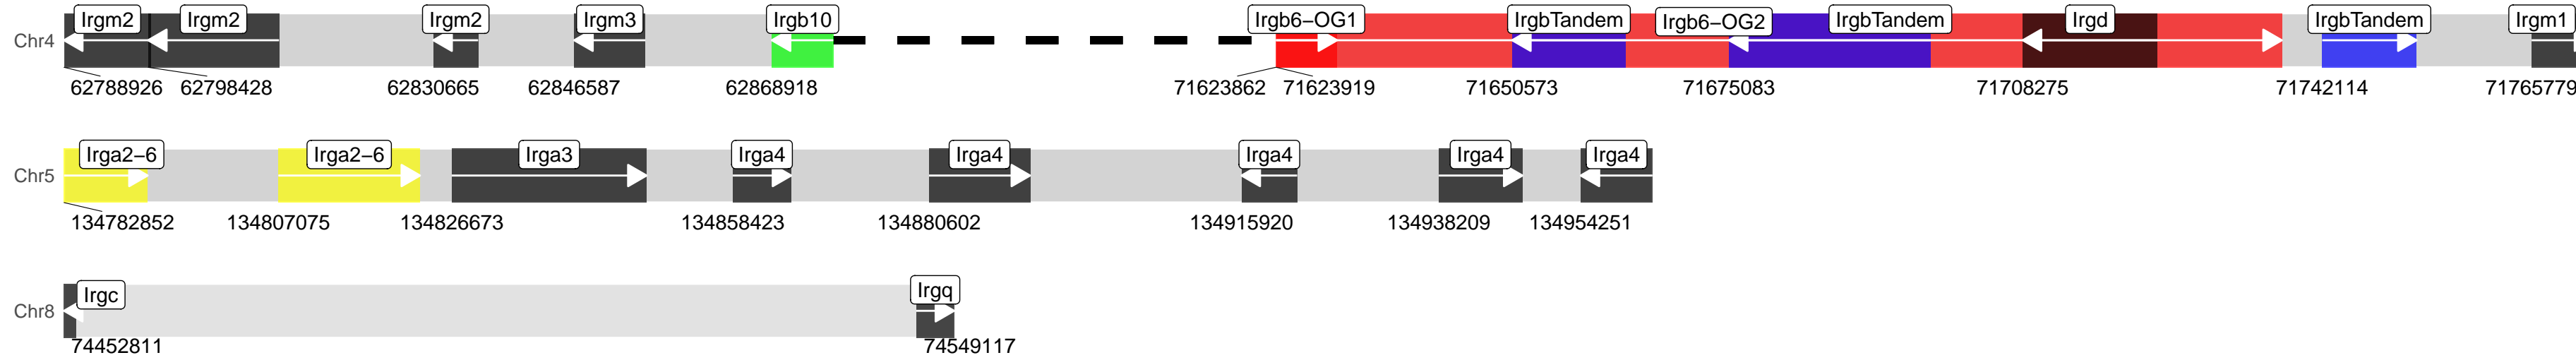 Irgm2 Irgm2 Irgm2 Irgm3 Irgb10 Irgb6−OG1 IrgbTandem Irgb6−OG2 IrgbTandem Irgd IrgbTandem Irgm1
Chr4
62788926 62798428 62830665 62846587 62868918 71623862 71623919 71650573 71675083 71708275 71742114 71765779
Irga2−6 Irga2−6 Irga3 Irga4 Irga4 Irga4 Irga4 Irga4
Chr5
134782852 134807075 134826673 134858423 134880602 134915920 134938209 134954251
Irgc Irgq
Chr8
74452811 74549117